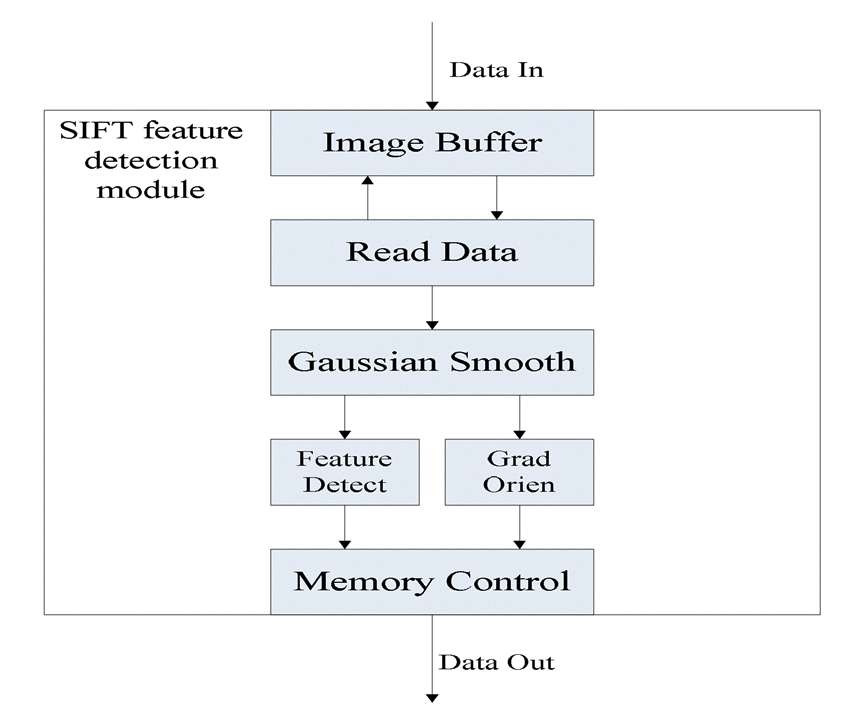 Data In
SIFT feature
detection
module
Image Buffer
Read Data
Gaussian Smooth
Feature
Detect
Grad
Orien
Memory Control
Data Out